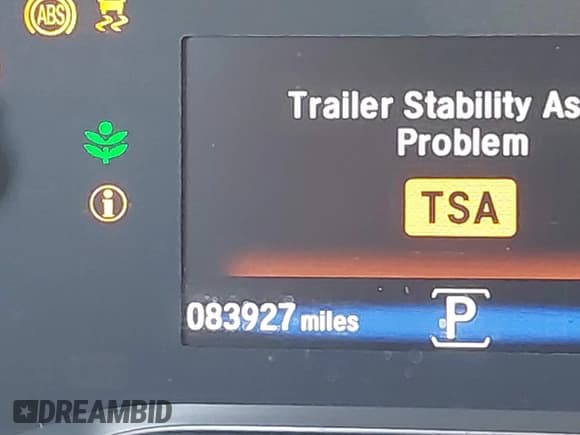 ABS
Trailer Stability As
Problem
TSA
083927 miles
P
DREAMBID